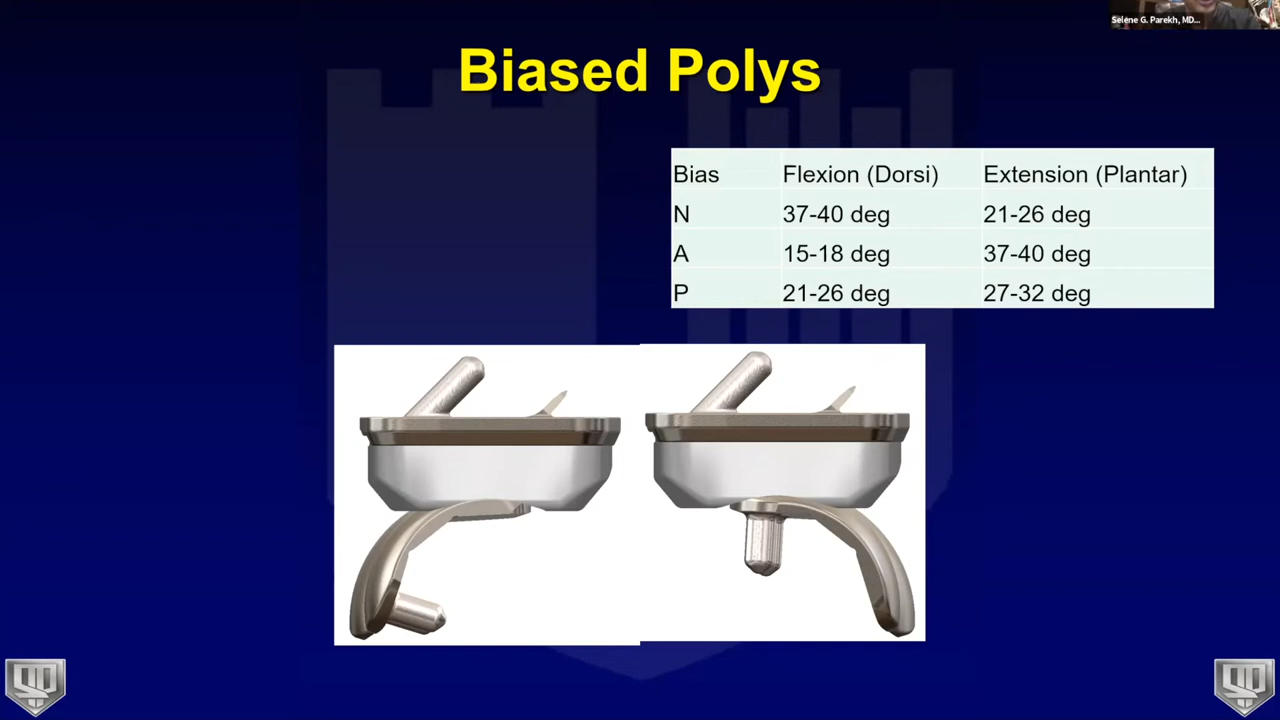 Selene G. Parekh, MD...
Biased Polys
Bias Flexion (Dorsi) Extension (Plantar)
N 37-40 deg 21-26 deg
A 15-18 deg 37-40 deg
P 21-26 deg 27-32 deg